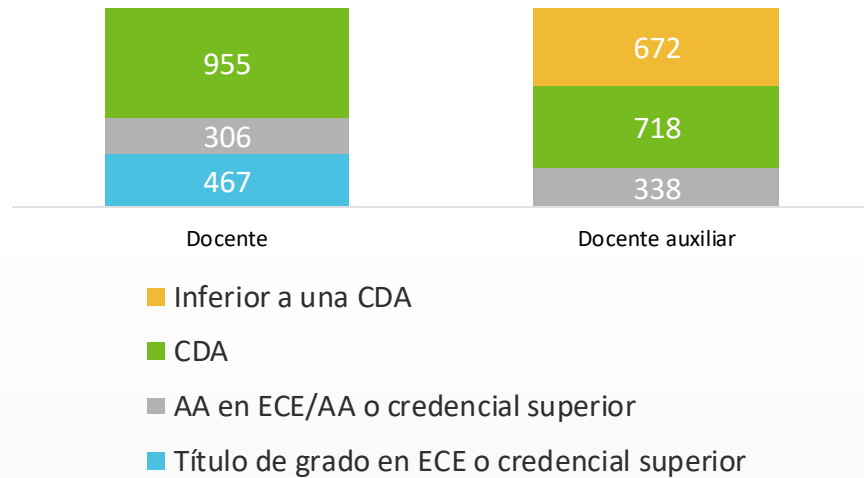 955
672
306
718
467
338
Docente
Docente auxiliar
Inferior a una CDA
CDA
AA en ECE/AA o credencial superior
Título de grado en ECE o credencial superior